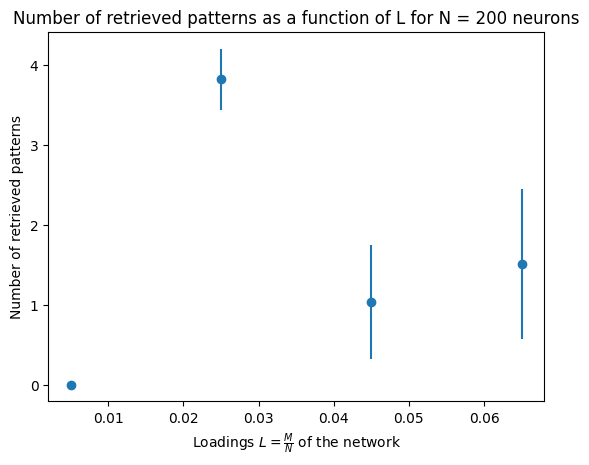 Number of retrieved patterns as a function of L for N = 200 neurons
Number of retrieved patterns
4
3
2
1
0
0.01 0.02 0.03 0.04 0.05 0.06
Loadings $L = \frac{M}{N}$ of the network